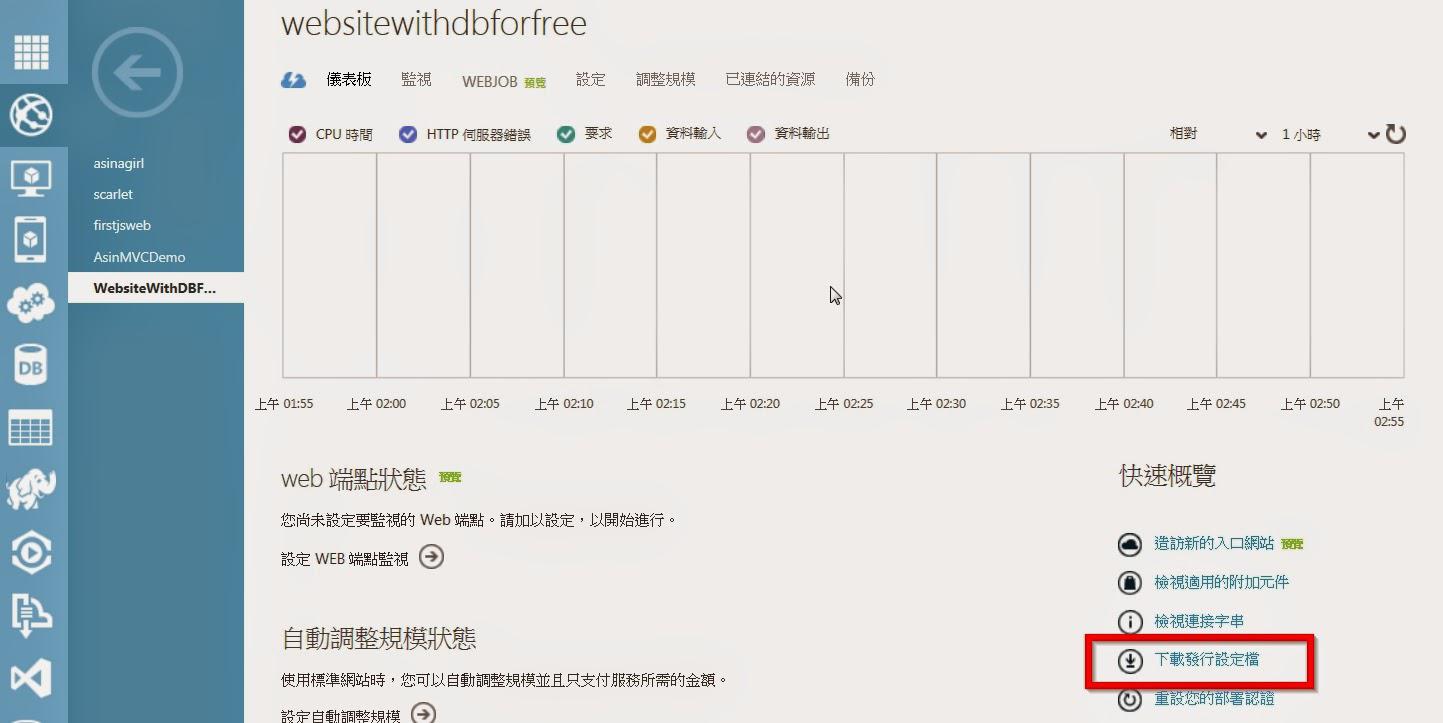 websitewithdbforfree
儀表板 監視 WEBJOB 預覽 設定 調整規模 已連結的資源 備份
CPU 時間 HTTP 伺服器錯誤 要求 資料輸入 資料輸出 相對 1 小時
asinagirl
scarlet
firstjsweb
AsinMVCDemo
WebsiteWithDBF...
DB
上午 01:55 上午 02:00 上午 02:05 上午 02:10 上午 02:15 上午 02:20 上午 02:25 上午 02:30 上午 02:35 上午 02:40 上午 02:45 上午 02:50 上午
02:55
web 端點狀態 預覽
您尚未設定要監視的 Web 端點。請加以設定，以開始進行。
設定 WEB 端點監視
自動調整規模狀態
使用標準網站時，您可以自動調整規模並且只支付服務所需的金額。
設定自動調整規模
快速概覽
造訪新的入口網站 預覽
檢視適用的附加元件
檢視連接字串
下載發行設定檔
重設您的部署認證